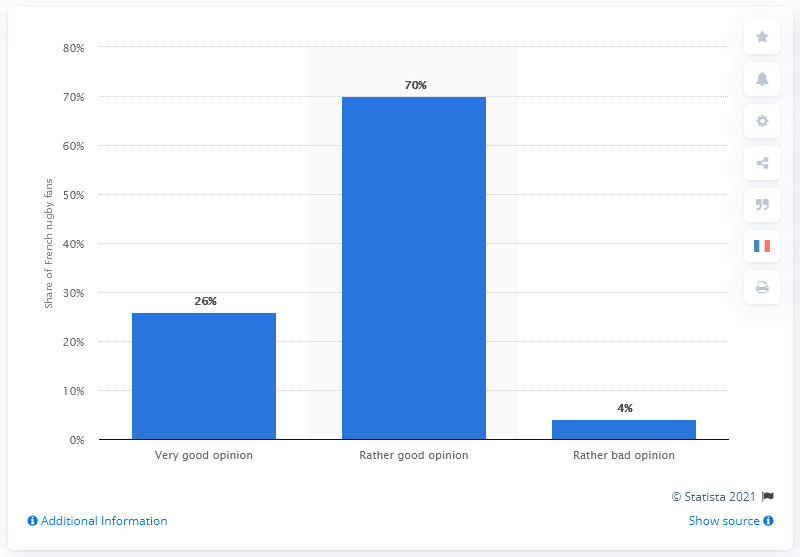 80%
70%
60%
50%
40%
30%
20%
10%
0%
Share of French rugby fans
26%
70%
4%
Very good opinion
Rather good opinion
Rather bad opinion
© Statista 2021
Additional Information
Show source